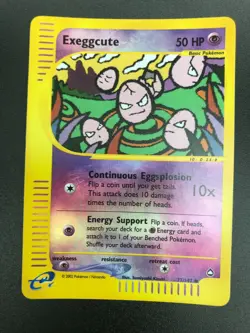 Exeggcute 50 HP
Basic Pokémon
Continuous Eggsplosion
Flip a coin until you get tails.
This attack does 10 damage
times the number of heads.
10x
Energy Support Flip a coin. If heads,
search your deck for a Energy card and
attach it to 1 of your Benched Pokémon.
Shuffle your deck afterward.
weakness resistance retreat cost
e